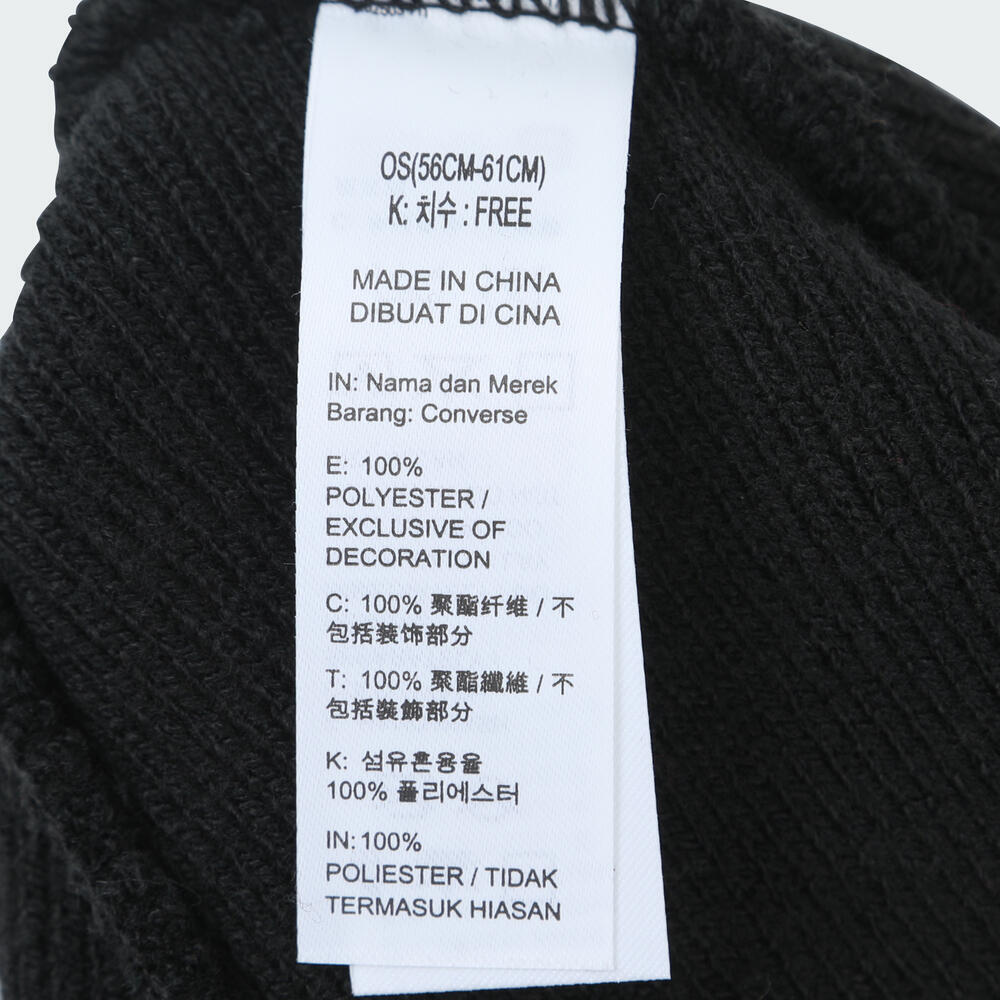 OS(56CM-61CM)
K: 치수 : FREE
MADE IN CHINA
DIBUAT DI CINA
IN: Nama dan Merek
Barang: Converse
E: 100%
POLYESTER /
EXCLUSIVE OF
DECORATION
C: 100% 聚酯纤维 / 不
包括装饰部分
T: 100% 聚酯纖維 / 不
包括裝飾部分
K: 섬유혼용율
100% 폴리에스터
IN: 100%
POLIESTER / TIDAK
TERMASUK HIASAN